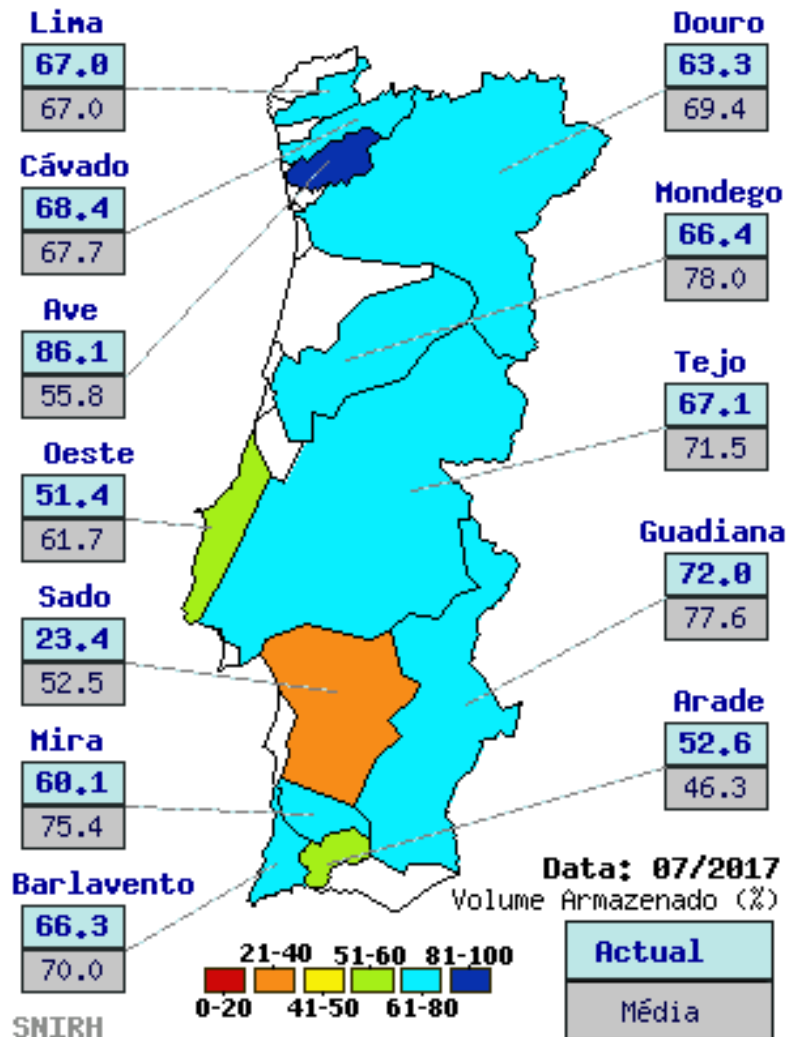 Lima
67.0
67.0
Cávado
68.4
67.7
Ave
86.1
55.8
Oeste
51.4
61.7
Sado
23.4
52.5
Mira
60.1
75.4
Barlavento
66.3
70.0
Douro
63.3
69.4
Mondego
66.4
78.0
Tejo
67.1
71.5
Guadiana
72.0
77.6
Arade
52.6
46.3
Data: 07/2017
Volume Armazenado (%)
Actual
Média
21-40 51-60 81-100
0-20 41-50 61-80
SNIRH